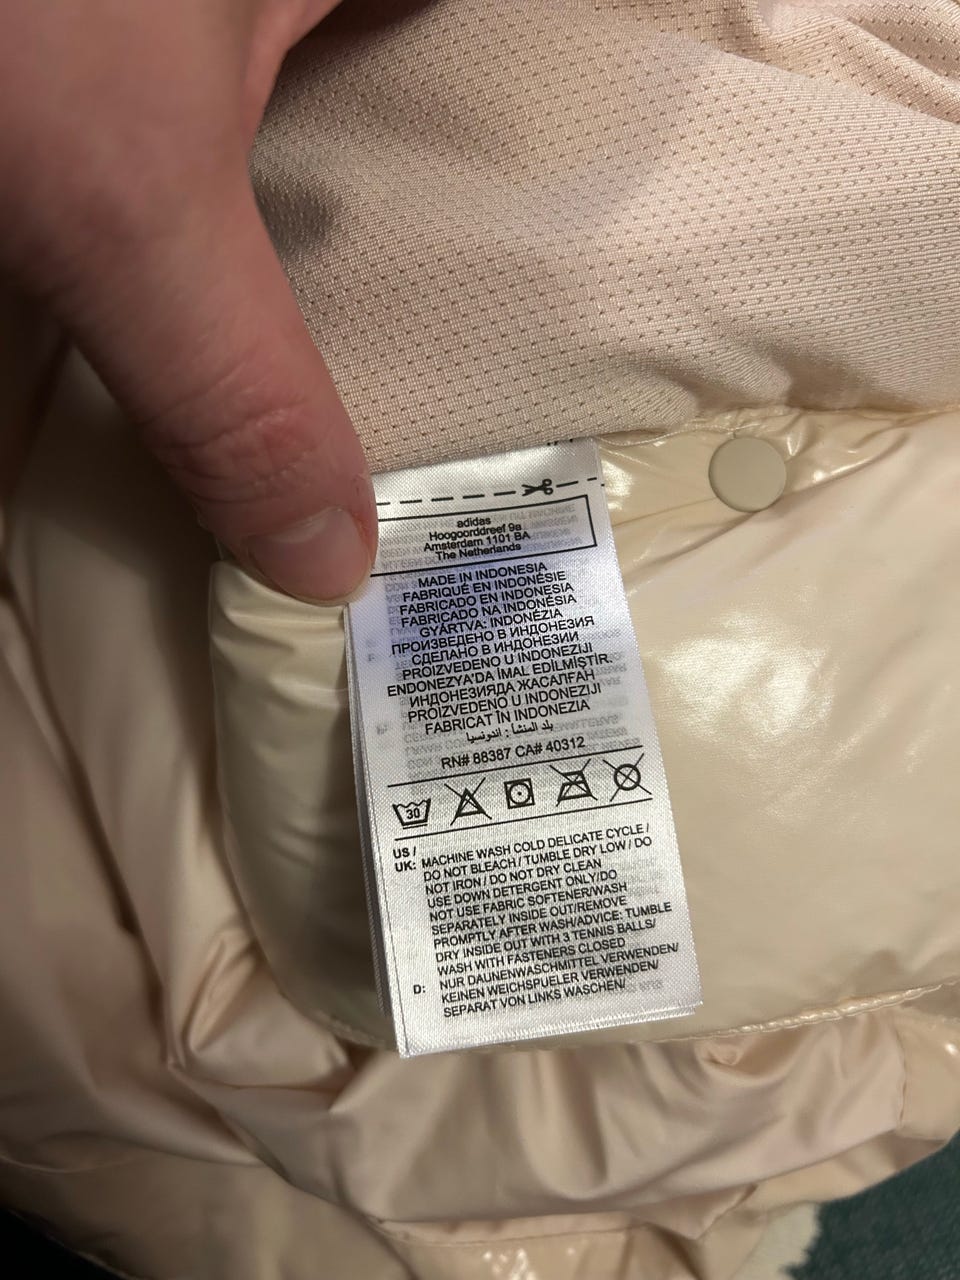 adidas
Hoogoorddreef 9a
Amsterdam 1101 BA
The Netherlands
MADE IN INDONESIA
FABRIQUÉ EN INDONÉSIE
FABRICADO EN INDONESIA
FABRICADO NA INDONÉSIA
GYÁRTVA: INDONÉZIA
ПРОИЗВЕДЕНО В ИНДОНЕЗИЯ
СДЕЛАНО В ИНДОНЕЗИИ
PROIZVEDENO U INDONEZIJI
ENDONEZYA'DA İMAL EDİLMİŞTİR.
ИНДОНЕЗИЯДА ЖАСАЛҒАН
PROIZVEDENO U INDONEZIJI
FABRICAT ÎN INDONEZIA
بلد المنشأ : اندونسيا
RN# 88387 CA# 40312
30
US /
UK: MACHINE WASH COLD DELICATE CYCLE /
DO NOT BLEACH / TUMBLE DRY LOW / DO
NOT IRON / DO NOT DRY CLEAN
USE DOWN DETERGENT ONLY/DO
NOT USE FABRIC SOFTENER/WASH
SEPARATELY INSIDE OUT/REMOVE
PROMPTLY AFTER WASH/ADVICE: TUMBLE
DRY INSIDE OUT WITH 3 TENNIS BALLS/
WASH WITH FASTENERS CLOSED
D: NUR DAUNENWASCHMITTEL VERWENDEN/
KEINEN WEICHSPUELER VERWENDEN/
SEPARAT VON LINKS WASCHEN/